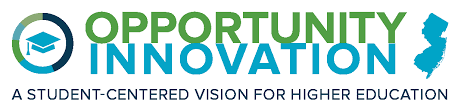 OPPORTUNITY
INNOVATION
A STUDENT-CENTERED VISION FOR HIGHER EDUCATION